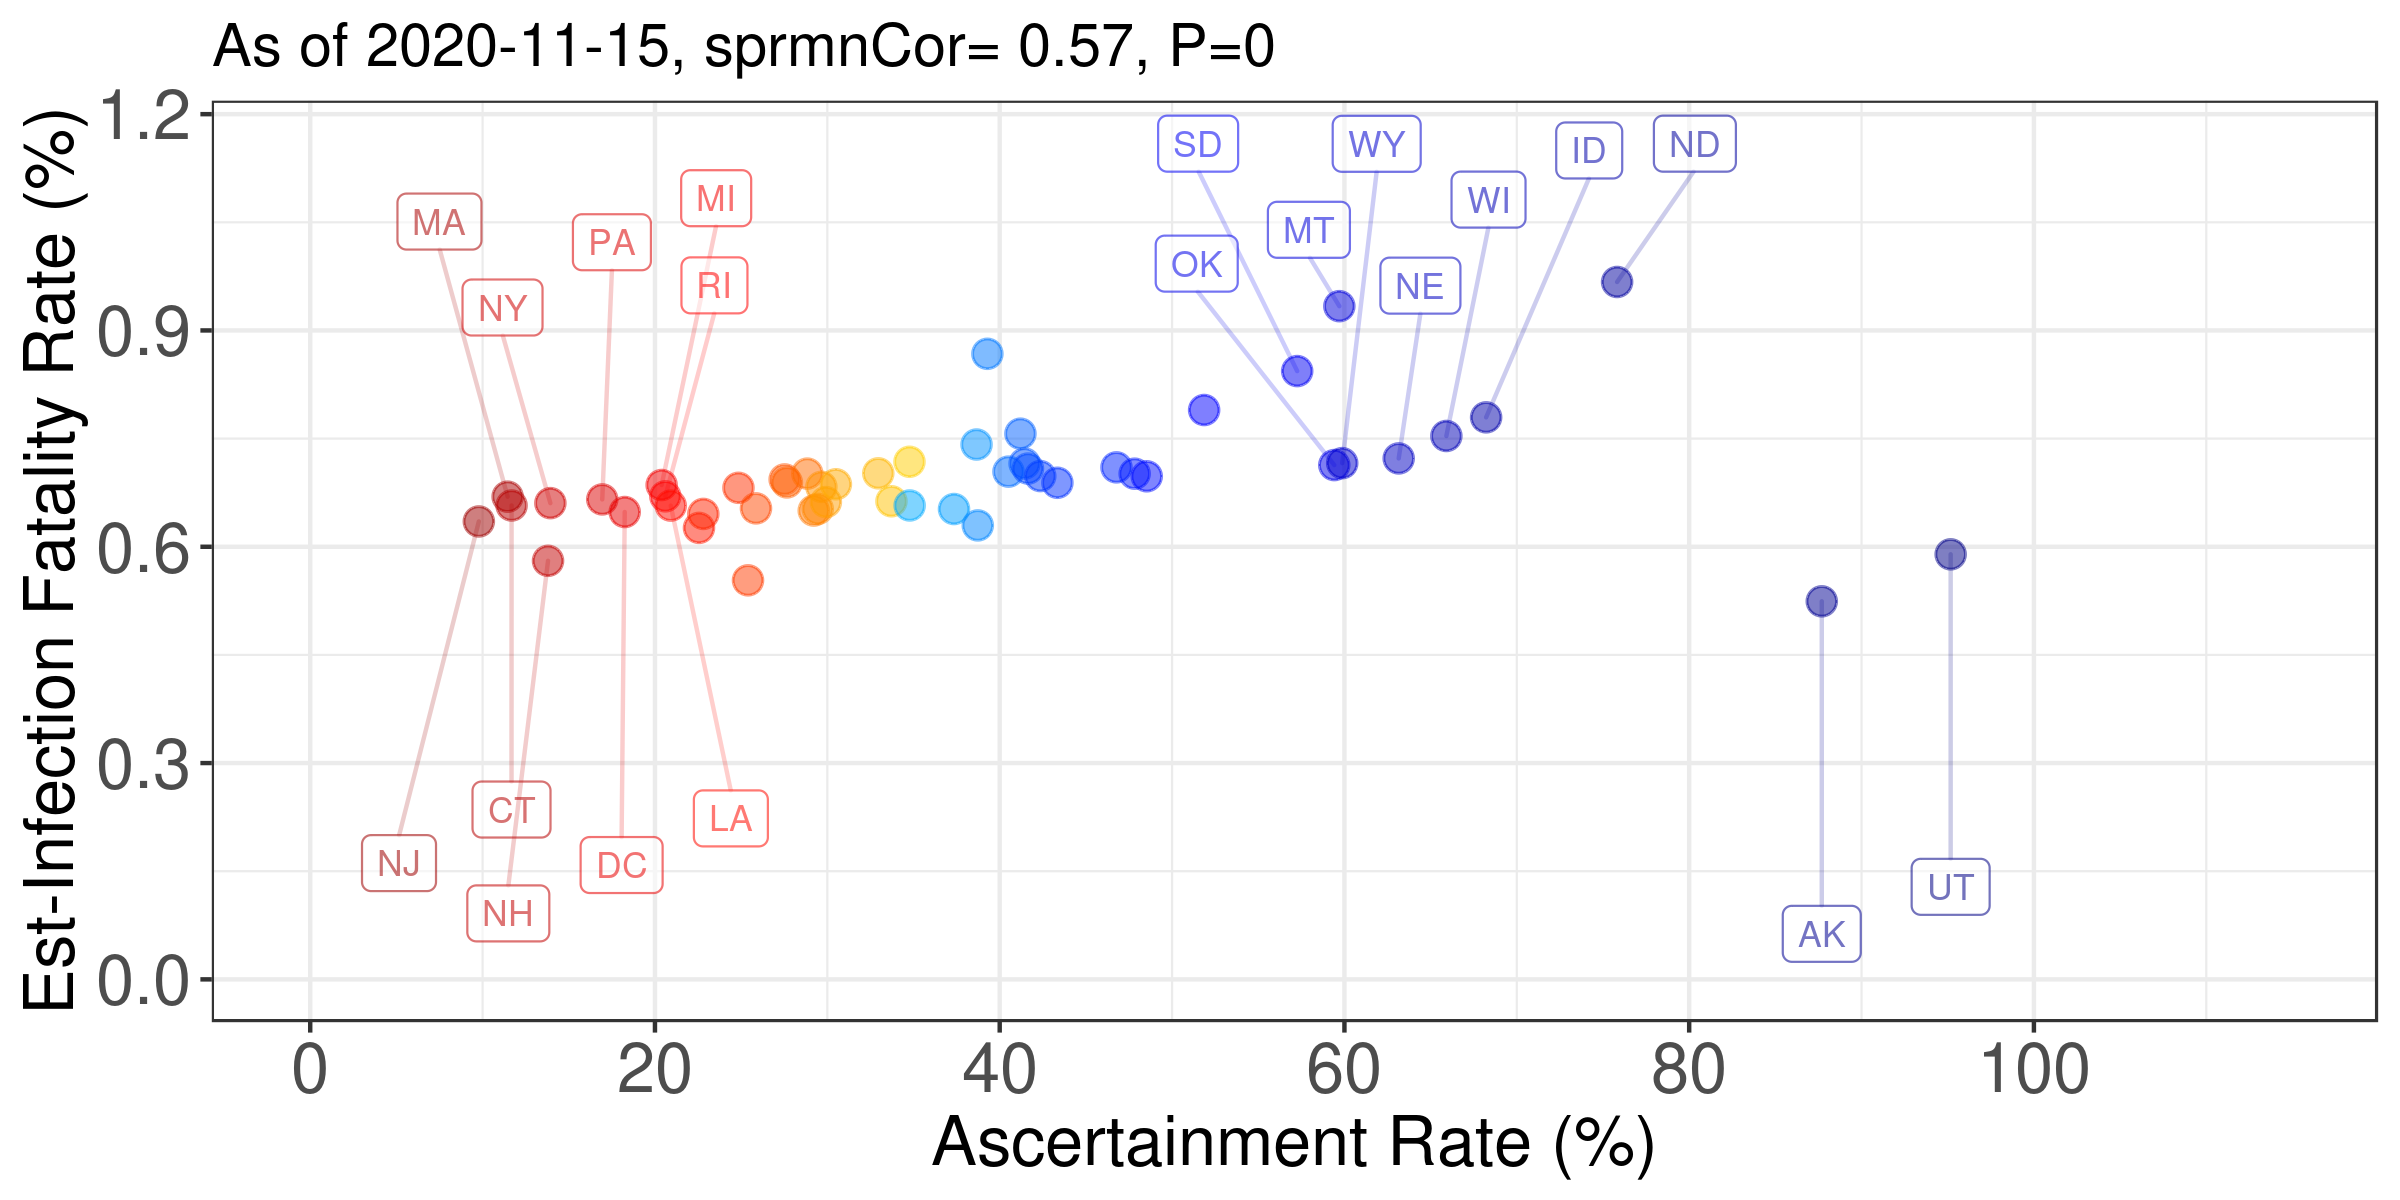 As of 2020-11-15, sprmnCor= 0.57, P=0
Est-Infection Fatality Rate (%)
1.2
0.9
0.6
0.3
0.0
SD
WY
ID
ND
MI
WI
MA
MT
PA
OK
RI
NE
NY
CT
LA
NJ
DC
UT
NH
AK
0
20
40
60
80
100
Ascertainment Rate (%)